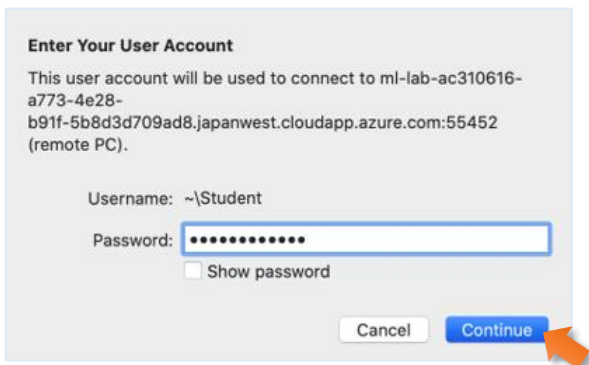 Enter Your User Account
This user account will be used to connect to ml-lab-ac310616-
a773-4e28-
b91f-5b8d3d709ad8.japanwest.cloudapp.azure.com:55452
(remote PC).
Username: ~\Student
Password: ••••••••••••
Show password
Cancel Continue